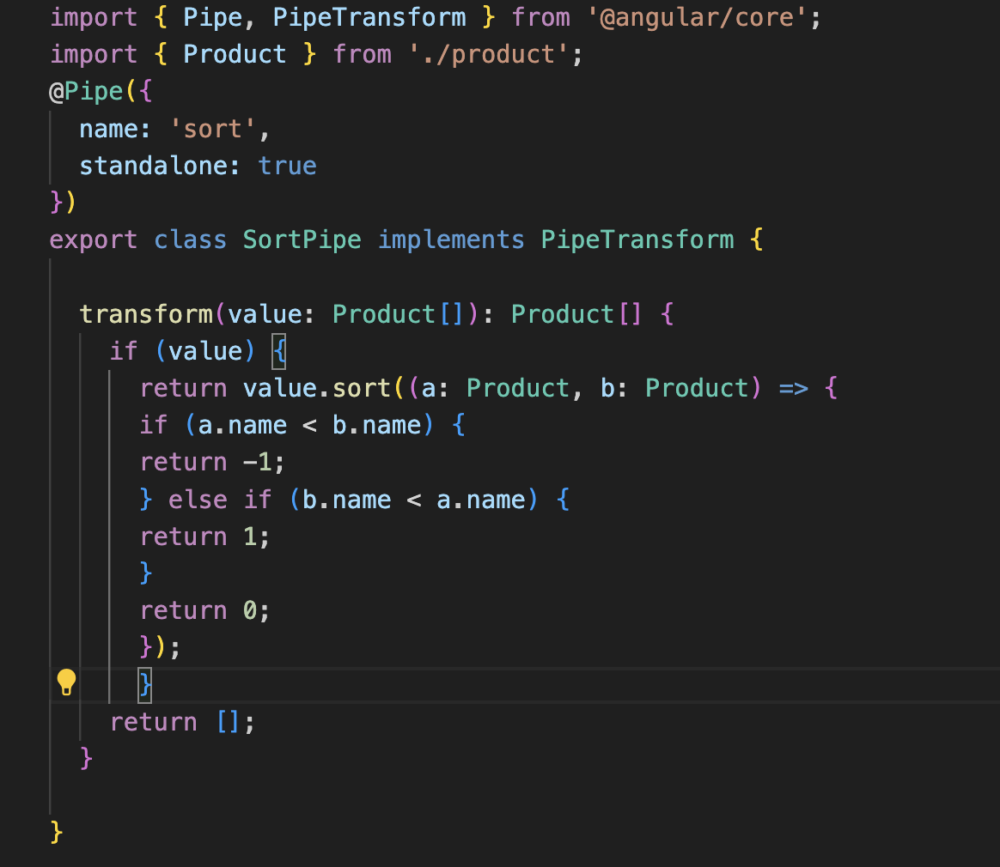 import { Pipe, PipeTransform } from '@angular/core';
import { Product } from './product';
@Pipe({
  name: 'sort',
  standalone: true
})
export class SortPipe implements PipeTransform {

  transform(value: Product[]): Product[] {
    if (value) {
      return value.sort((a: Product, b: Product) => {
      if (a.name < b.name) {
      return -1;
      } else if (b.name < a.name) {
      return 1;
      }
      return 0;
      });
      }
    return [];
  }

}